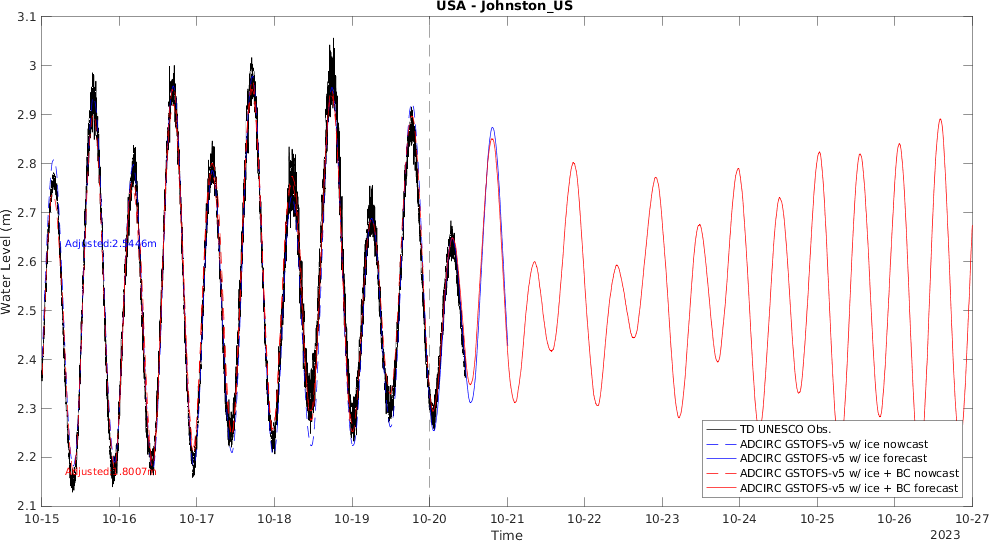 USA - Johnston_US
3.1
3
2.9
2.8
2.7
2.6
2.5
2.4
2.3
2.2
2.1
Water Level (m)
Adjusted:2.5446m
Adjusted:1.8007m
TD UNESCO Obs.
ADCIRC GSTOFS-v5 w/ ice nowcast
ADCIRC GSTOFS-v5 w/ ice forecast
ADCIRC GSTOFS-v5 w/ ice + BC nowcast
ADCIRC GSTOFS-v5 w/ ice + BC forecast
10-15 10-16 10-17 10-18 10-19 10-20 10-21 10-22 10-23 10-24 10-25 10-26 10-27
Time
2023